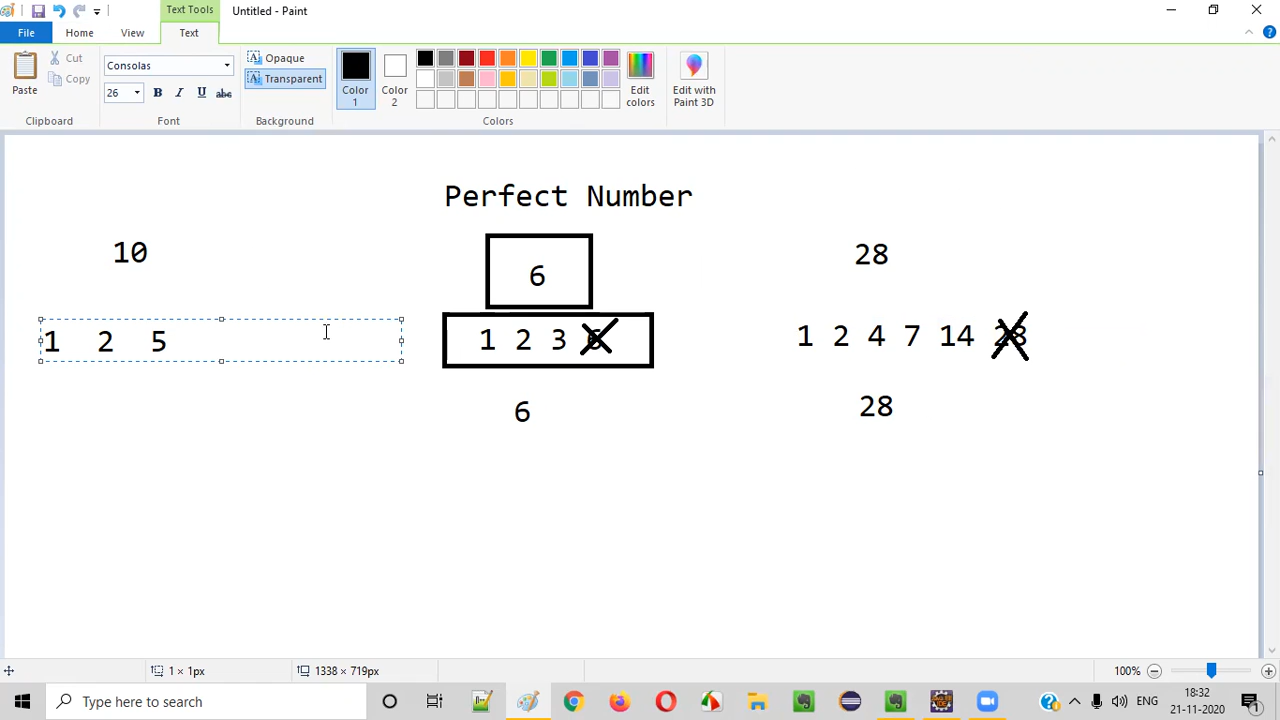 Text Tools
Untitled - Paint
File
Home
View
Text
Paste
Cut
Copy
Clipboard
Consolas
26
B I U abc
Font
Opaque
Transparent
Background
Color 1
Color 2
Edit colors
Colors
Edit with Paint 3D
Perfect Number
10
6
28
1 2 5
1 2 3 6
1 2 4 7 14 28
6
28
1 × 1px
1338 × 719px
100%
Type to search
ENG
18:32
21-11-2020